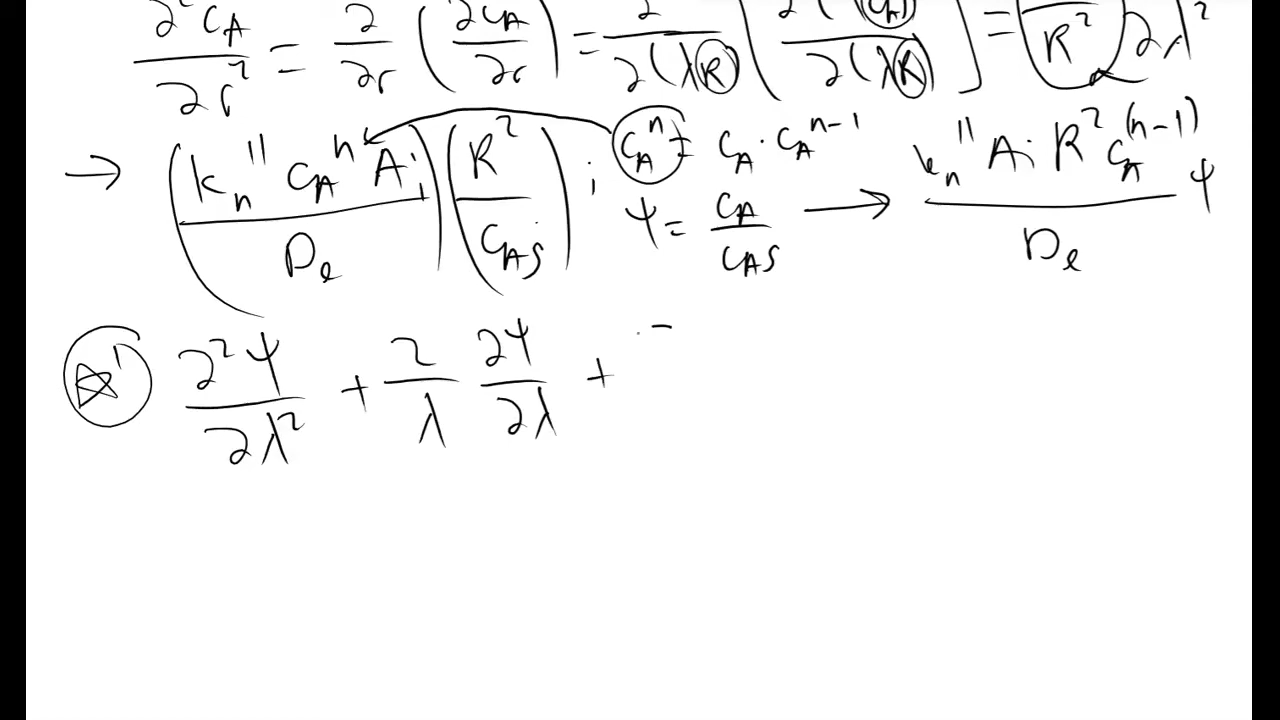 ∂²C_A / ∂r² = ∂/∂r (∂C_A / ∂r) = ∂(λR) (∂(C_A) / ∂(λR)) ] = ( R² ) ∂λ²
→ (k_n'' C_A^n A_i / D_e) (R² / C_AS) ; C_A^n = C_A · C_A^{n-1}
ψ = C_A / C_AS → k_n'' A_i R² C_A^{(n-1)} / D_e ψ
☆' ∂²ψ / ∂λ² + 2/λ ∂ψ/∂λ +